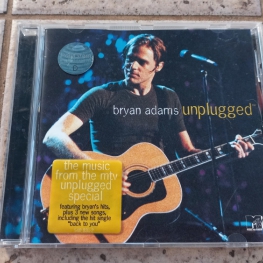 bryan adams unplugged
the music
from the mtv
unplugged
special
featuring bryan's hits,
plus 3 new songs,
including the hit single
"back to you"